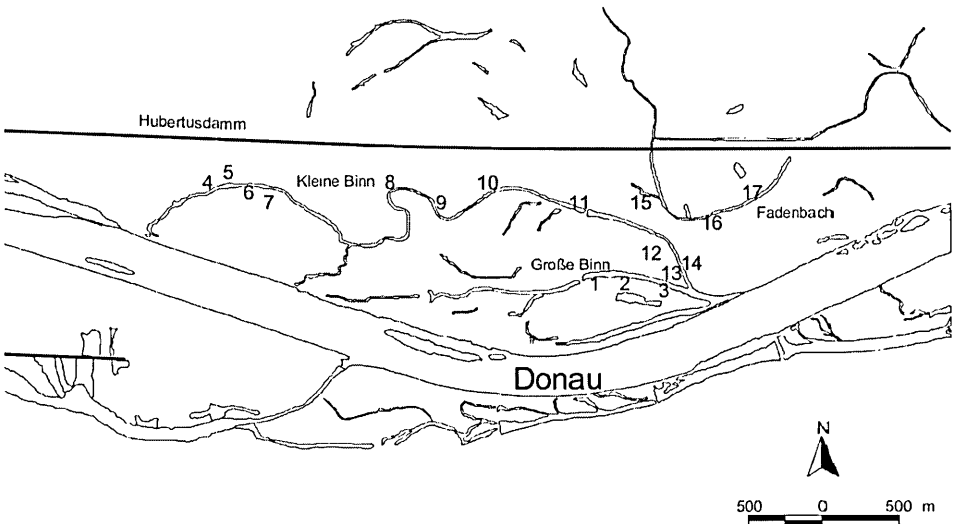 Hubertusdamm
4 5 6 7
Kleine Binn 8 9 10 11
15 16 17
Fadenbach
12 13 14
Große Binn
1 2 3
Donau
N
500 0 500 m